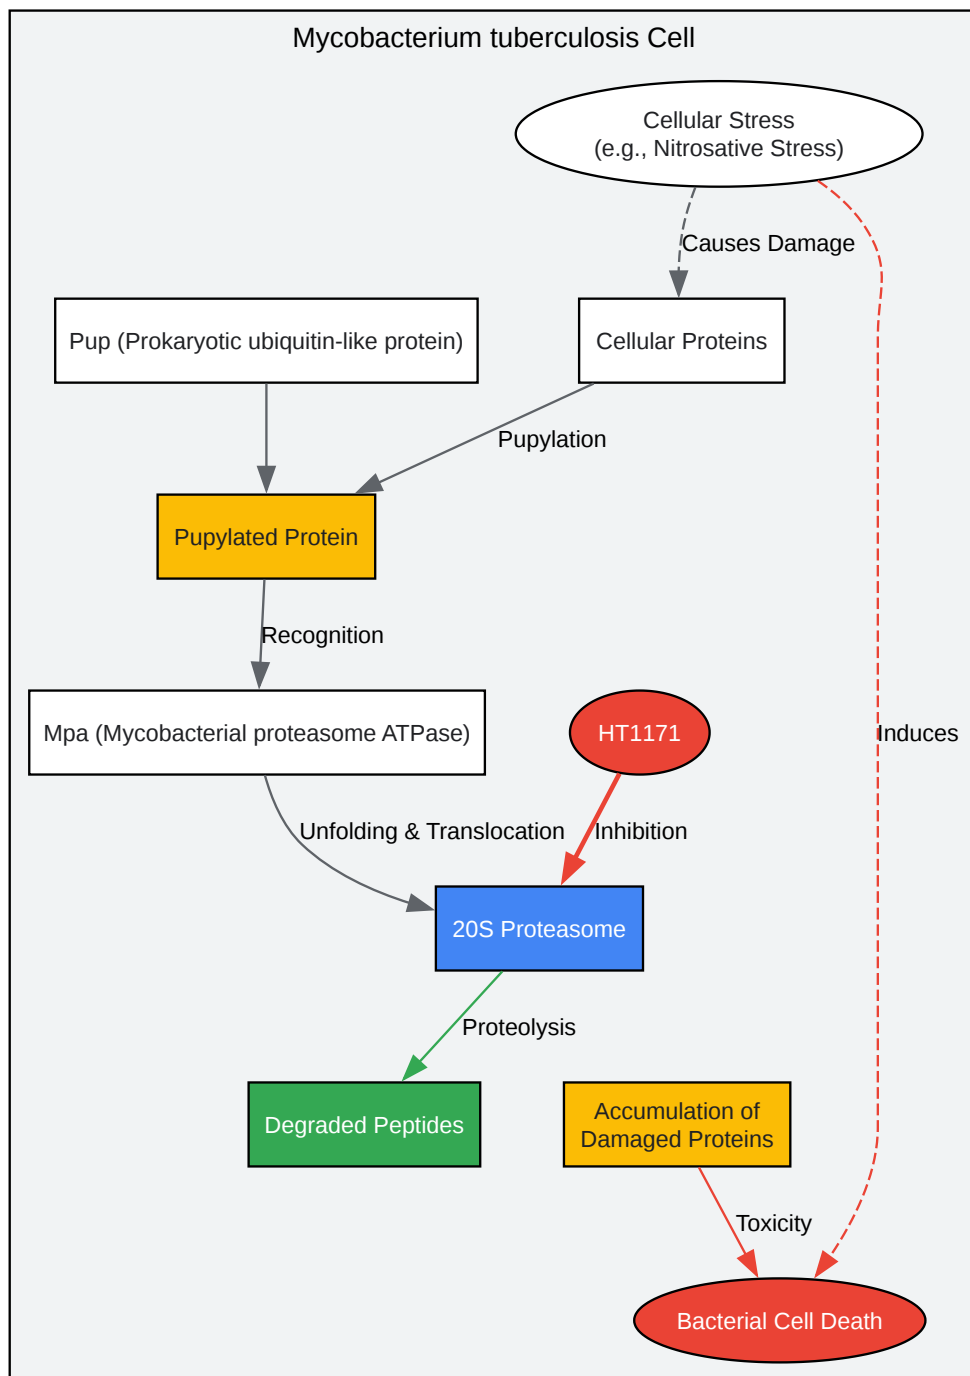 Mycobacterium tuberculosis Cell
Cellular Stress
(e.g., Nitrosative Stress)
Causes Damage
Pup (Prokaryotic ubiquitin-like protein)
Cellular Proteins
Pupylation
Pupylated Protein
Recognition
Mpa (Mycobacterial proteasome ATPase)
HT1171
Induces
Unfolding & Translocation
Inhibition
20S Proteasome
Proteolysis
Degraded Peptides
Accumulation of
Damaged Proteins
Toxicity
Bacterial Cell Death